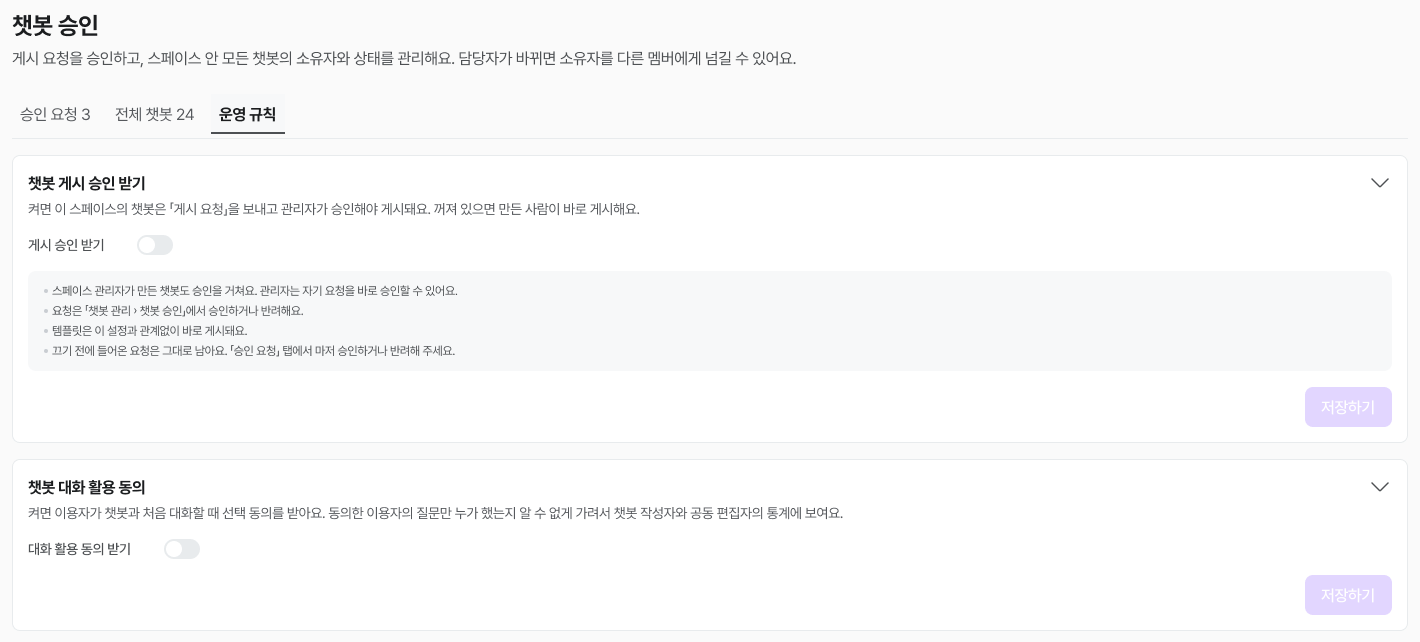 챗봇 승인
게시 요청을 승인하고, 스페이스 안 모든 챗봇의 소유자와 상태를 관리해요. 담당자가 바뀌면 소유자를 다른 멤버에게 넘길 수 있어요.
승인 요청 3 전체 챗봇 24 운영 규칙
챗봇 게시 승인 받기
켜면 이 스페이스의 챗봇은 「게시 요청」을 보내고 관리자가 승인해야 게시돼요. 꺼져 있으면 만든 사람이 바로 게시해요.
게시 승인 받기
• 스페이스 관리자가 만든 챗봇도 승인을 거쳐요. 관리자는 자기 요청을 바로 승인할 수 있어요.
• 요청은 「챗봇 관리 › 챗봇 승인」에서 승인하거나 반려해요.
• 템플릿은 이 설정과 관계없이 바로 게시돼요.
• 끄기 전에 들어온 요청은 그대로 남아요. 「승인 요청」 탭에서 마저 승인하거나 반려해 주세요.
저장하기
챗봇 대화 활용 동의
켜면 이용자가 챗봇과 처음 대화할 때 선택 동의를 받아요. 동의한 이용자의 질문만 누가 했는지 알 수 없게 가려서 챗봇 작성자와 공동 편집자의 통계에 보여요.
대화 활용 동의 받기
저장하기